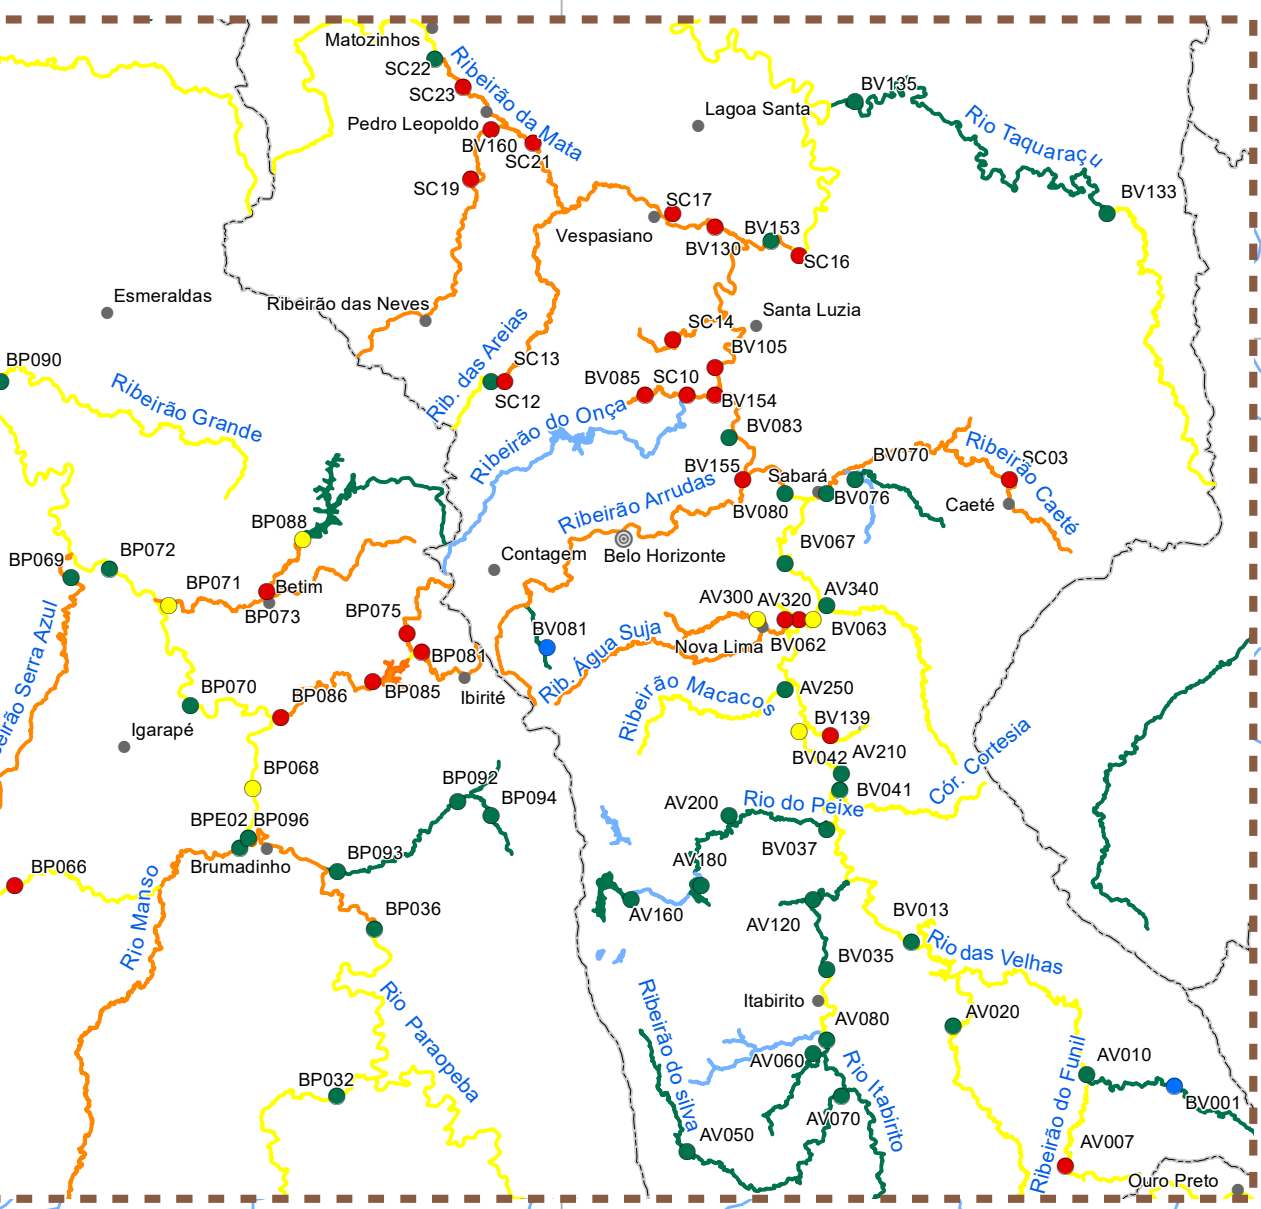 Matozinhos
SC22
Ribeirão da Mata
SC23
BV135
Lagoa Santa
Pedro Leopoldo
Rio Taquaraçu
BV160
SC21
SC19
BV133
SC17
Vespasiano
BV130
BV153
SC16
Esmeraldas
Ribeirão das Neves
Santa Luzia
SC14
BP090
Rib. das Areias
SC13
BV105
Ribeirão Grande
BV085
SC10
SC12
BV154
Ribeirão do Onça
BV083
Ribeirão Caeté
BV070
SC03
BV155
Sabará
Ribeirão Arrudas
BV076
Caeté
BV080
BP088
BV067
BP072
Contagem
Belo Horizonte
BP069
BP071
Betim
BP073
AV300
AV320
AV340
BP075
BV081
Rib. Água Suja
BV063
Nova Lima
BV062
BP081
eirão Serra Azul
BP070
BP086
BP085
Ibirité
Ribeirão Macacos
AV250
Igarapé
BV139
BV042
AV210
Cór. Cortesia
BP068
BP092
BP094
BV041
AV200
Rio do Peixe
BPE02
BP096
BV037
BP093
Brumadinho
BP066
AV180
Rio Manso
AV160
BP036
AV120
BV013
Rio das Velhas
BV035
Ribeirão do silva
Itabirito
Rio Paraopeba
AV020
AV080
AV060
Rio Itabirito
AV010
BP032
BV001
AV070
Ribeirão do Funil
AV050
AV007
Ouro Preto